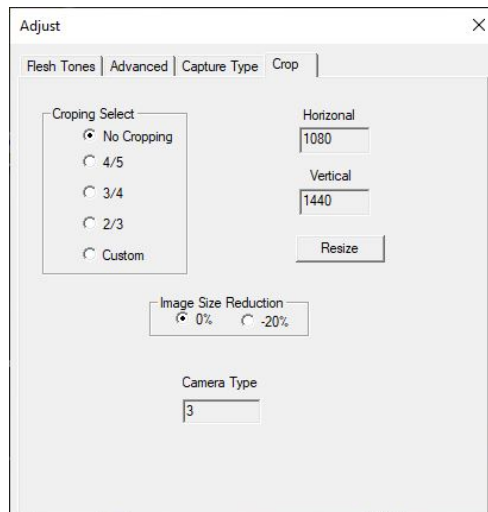 Adjust
Flesh Tones Advanced Capture Type Crop
Croping Select
No Cropping
4/5
3/4
2/3
Custom
Horizonal
1080
Vertical
1440
Resize
Image Size Reduction
0% -20%
Camera Type
3